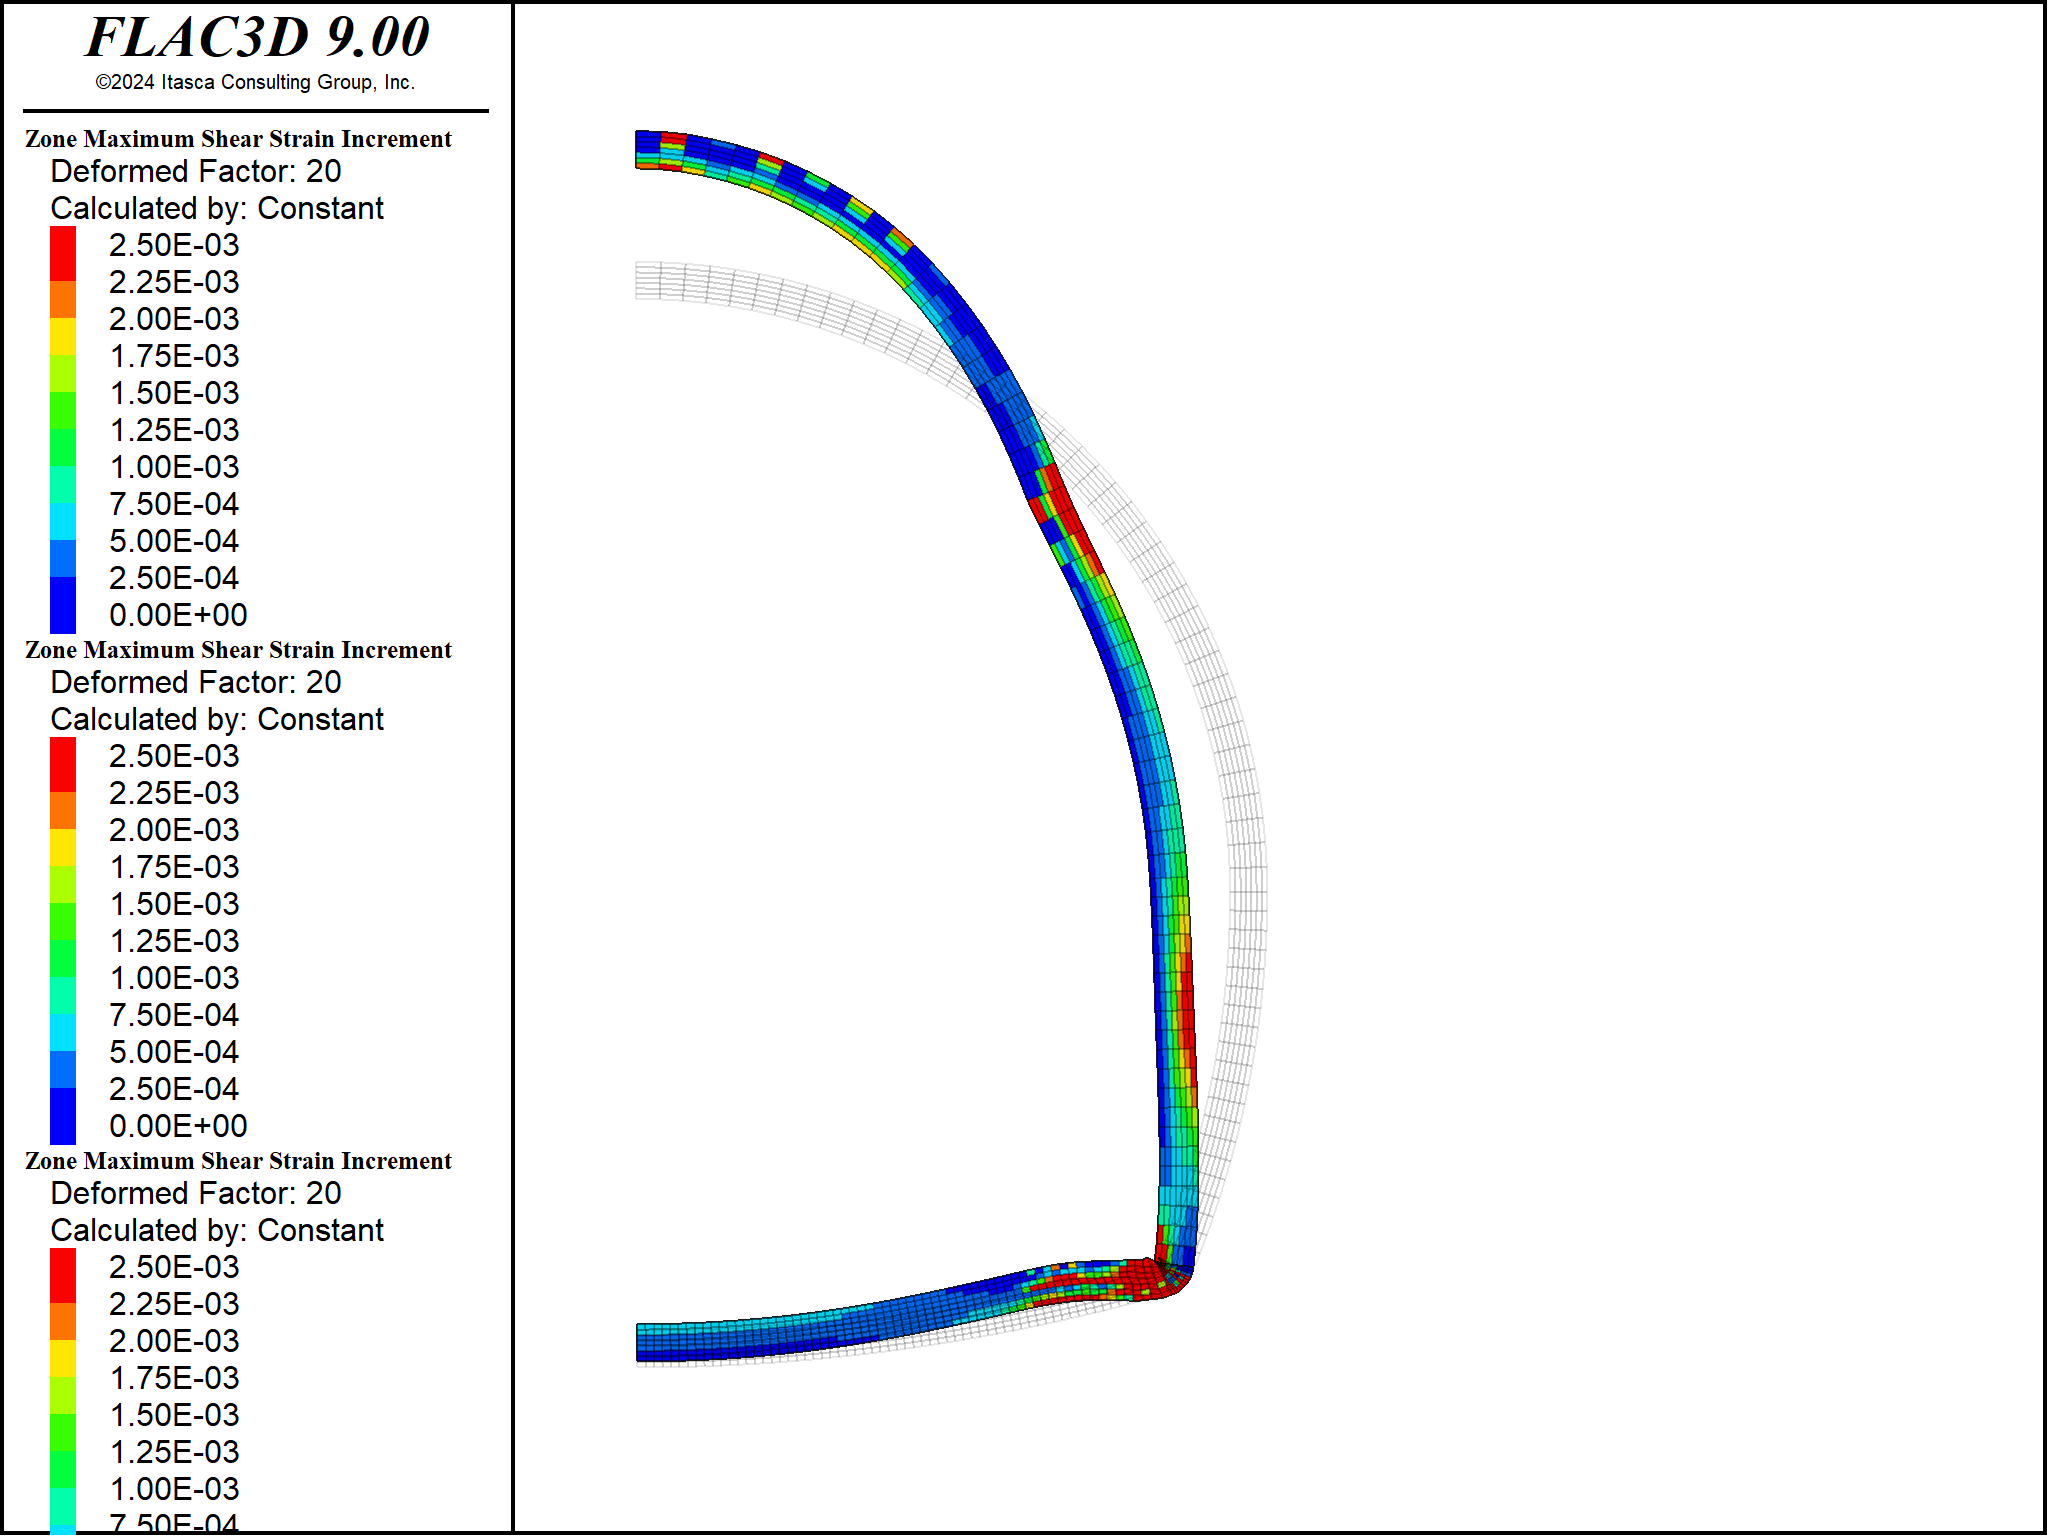 FLAC3D 9.00
©2024 Itasca Consulting Group, Inc.
Zone Maximum Shear Strain Increment
Deformed Factor: 20
Calculated by: Constant
2.50E-03
2.25E-03
2.00E-03
1.75E-03
1.50E-03
1.25E-03
1.00E-03
7.50E-04
5.00E-04
2.50E-04
0.00E+00
Zone Maximum Shear Strain Increment
Deformed Factor: 20
Calculated by: Constant
2.50E-03
2.25E-03
2.00E-03
1.75E-03
1.50E-03
1.25E-03
1.00E-03
7.50E-04
5.00E-04
2.50E-04
0.00E+00
Zone Maximum Shear Strain Increment
Deformed Factor: 20
Calculated by: Constant
2.50E-03
2.25E-03
2.00E-03
1.75E-03
1.50E-03
1.25E-03
1.00E-03
7.50E-04